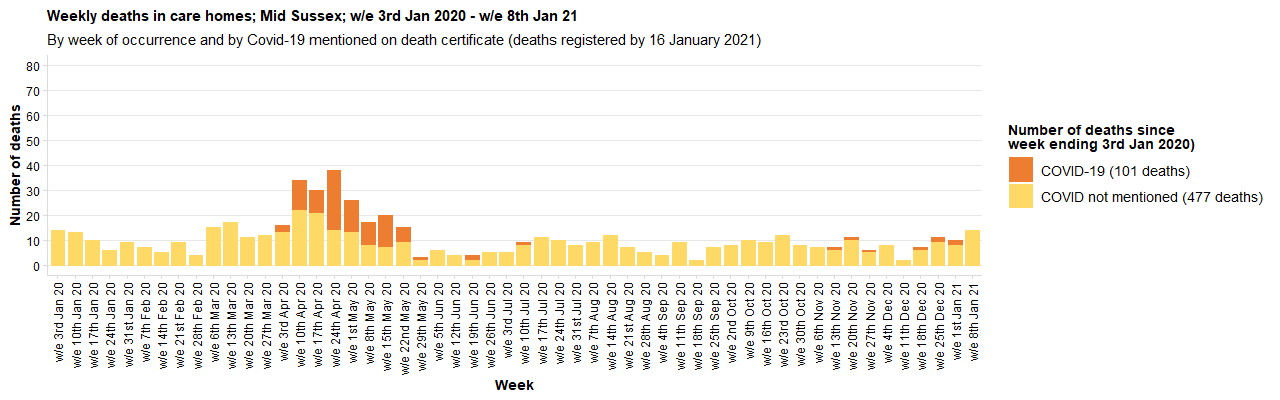 Weekly deaths in care homes; Mid Sussex; w/e 3rd Jan 2020 - w/e 8th Jan 21
By week of occurrence and by Covid-19 mentioned on death certificate (deaths registered by 16 January 2021)
Number of deaths
80
70
60
50
40
30
20
10
0
w/e 3rd Jan 20
w/e 10th Jan 20
w/e 17th Jan 20
w/e 24th Jan 20
w/e 31st Jan 20
w/e 7th Feb 20
w/e 14th Feb 20
w/e 21st Feb 20
w/e 28th Feb 20
w/e 6th Mar 20
w/e 13th Mar 20
w/e 20th Mar 20
w/e 27th Mar 20
w/e 3rd Apr 20
w/e 10th Apr 20
w/e 17th Apr 20
w/e 24th Apr 20
w/e 1st May 20
w/e 8th May 20
w/e 15th May 20
w/e 22nd May 20
w/e 29th May 20
w/e 5th Jun 20
w/e 12th Jun 20
w/e 19th Jun 20
w/e 26th Jun 20
w/e 3rd Jul 20
w/e 10th Jul 20
w/e 17th Jul 20
w/e 24th Jul 20
w/e 31st Jul 20
w/e 7th Aug 20
w/e 14th Aug 20
w/e 21st Aug 20
w/e 28th Aug 20
w/e 4th Sep 20
w/e 11th Sep 20
w/e 18th Sep 20
w/e 25th Sep 20
w/e 2nd Oct 20
w/e 9th Oct 20
w/e 16th Oct 20
w/e 23rd Oct 20
w/e 30th Oct 20
w/e 6th Nov 20
w/e 13th Nov 20
w/e 20th Nov 20
w/e 27th Nov 20
w/e 4th Dec 20
w/e 11th Dec 20
w/e 18th Dec 20
w/e 25th Dec 20
w/e 1st Jan 21
w/e 8th Jan 21
Week
Number of deaths since
week ending 3rd Jan 2020)
COVID-19 (101 deaths)
COVID not mentioned (477 deaths)